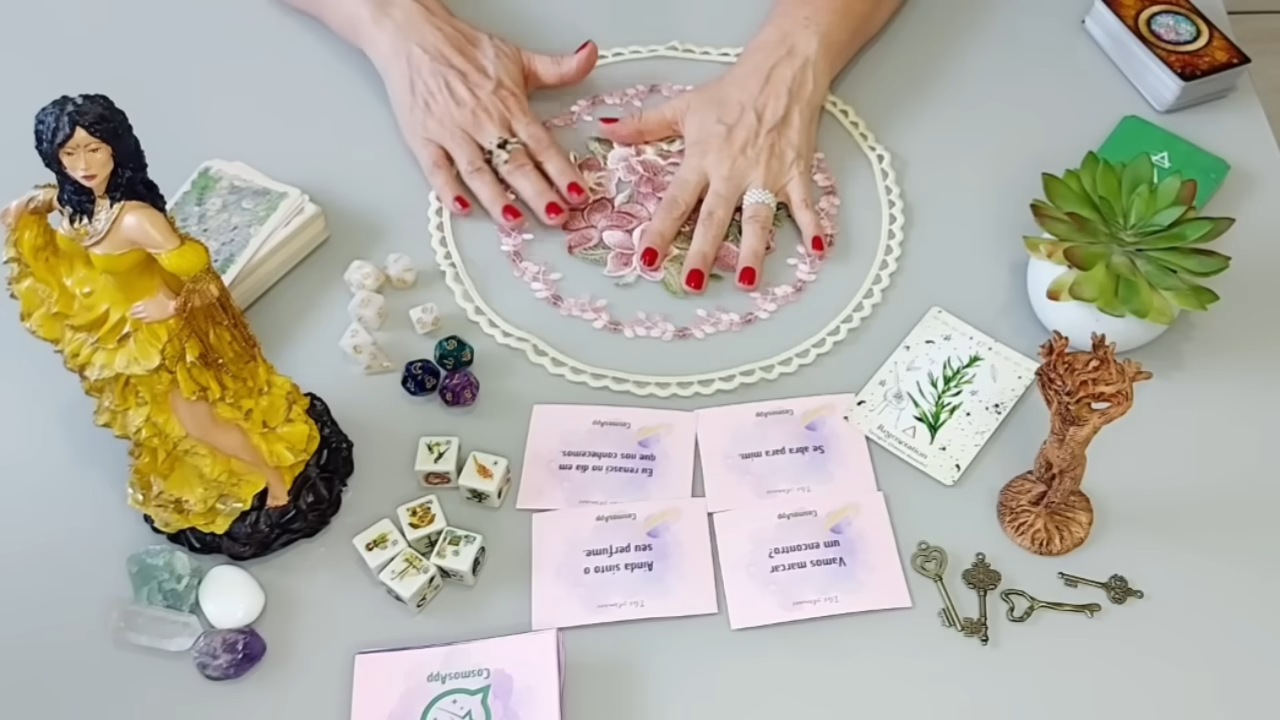 CosmosApp
Eu renasci no dia em
que nos conhecemos.
CosmosApp
Se abra para mim.
CosmosApp
Ainda sinto o
seu perfume.
CosmosApp
Vamos marcar
um encontro?
CosmosApp